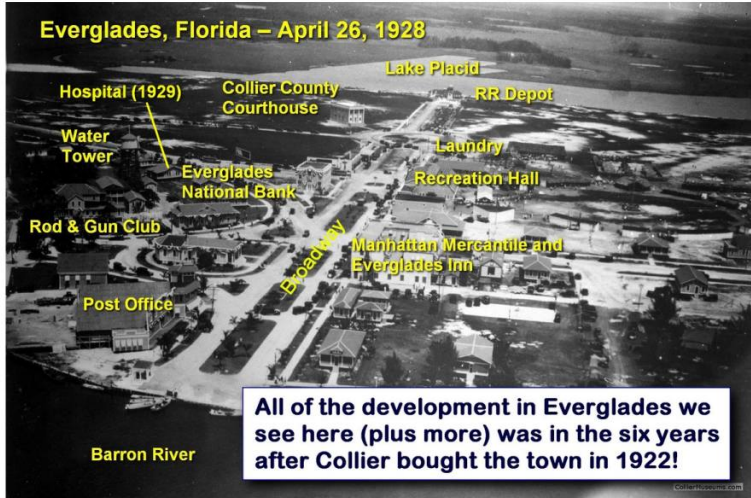 Everglades, Florida – April 26, 1928
Lake Placid
Hospital (1929)
Collier County
Courthouse
RR Depot
Water
Tower
Laundry
Everglades
National Bank
Recreation Hall
Rod & Gun Club
Broadway
Manhattan Mercantile and
Everglades Inn
Post Office
All of the development in Everglades we
see here (plus more) was in the six years
after Collier bought the town in 1922!
Barron River
CollierMuseums.com